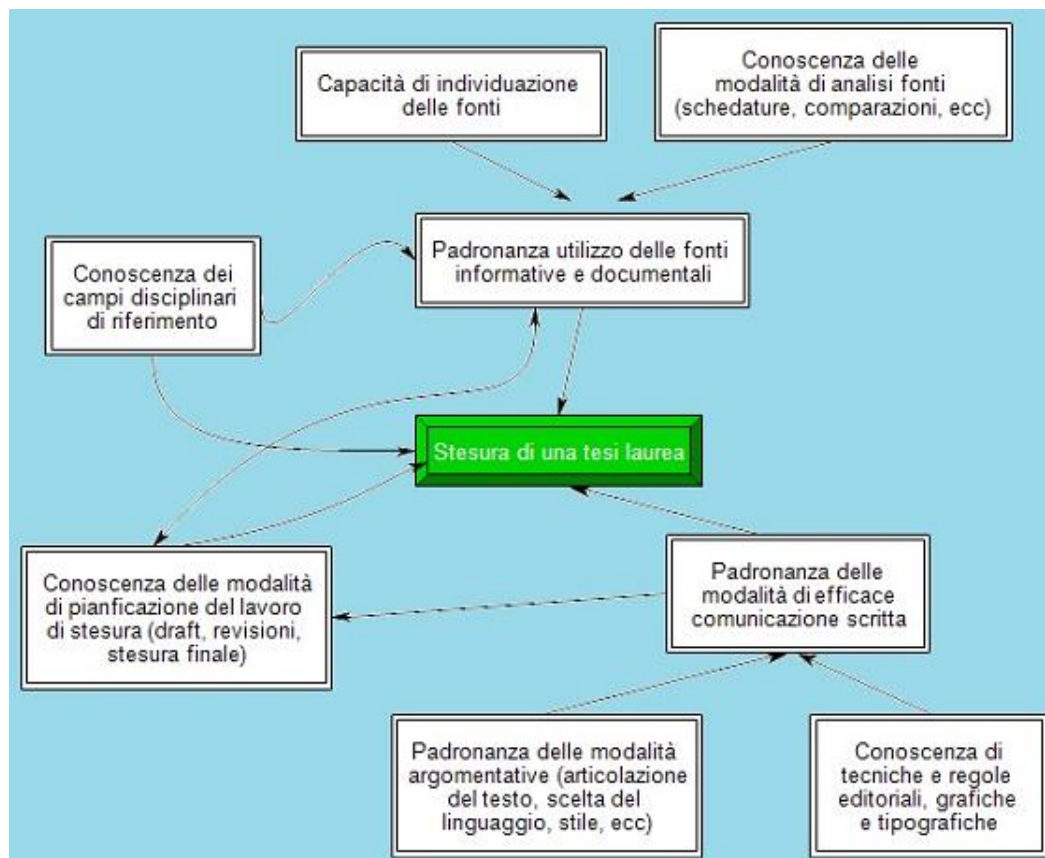 Capacità di individuazione
delle fonti
Conoscenza delle
modalità di analisi fonti
(schedature, comparazioni, ecc)
Padronanza utilizzo delle fonti
informative e documentali
Conoscenza dei
campi disciplinari
di riferimento
Stesura di una tesi laurea
Conoscenza delle modalità
di pianficazione del lavoro
di stesura (draft, revisioni,
stesura finale)
Padronanza delle
modalità di efficace
comunicazione scritta
Padronanza delle modalità
argomentative (articolazione
del testo, scelta del
linguaggio, stile, ecc)
Conoscenza di
tecniche e regole
editoriali, grafiche
e tipografiche